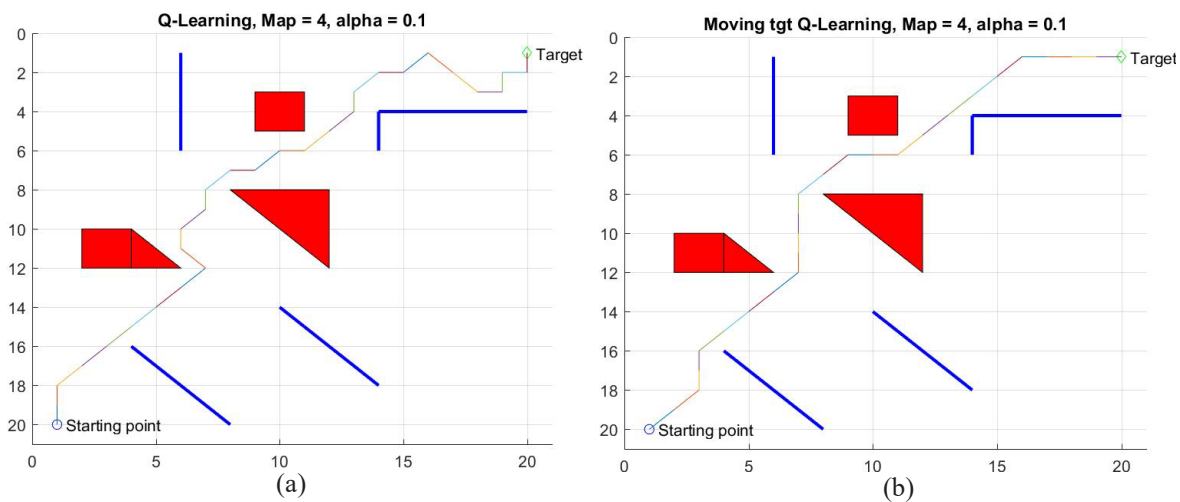 Q-Learning, Map = 4, alpha = 0.1
0
2
4
6
8
10
12
14
16
18
20
Target
Starting point
0 5 10 15 20
(a)
Moving tgt Q-Learning, Map = 4, alpha = 0.1
0
2
4
6
8
10
12
14
16
18
20
Target
Starting point
0 5 10 15 20
(b)